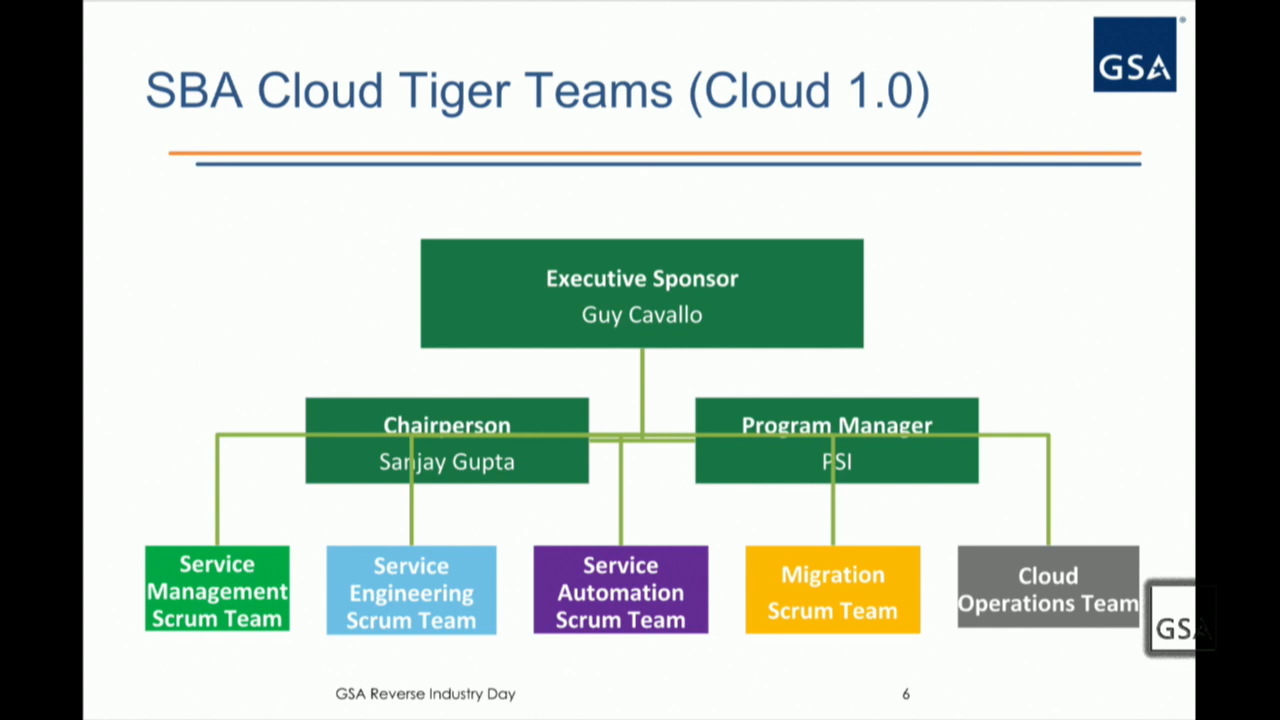 GSA
SBA Cloud Tiger Teams (Cloud 1.0)
Executive Sponsor
Guy Cavallo
Chairperson
Sanjay Gupta
Program Manager
PSI
Service
Management
Scrum Team
Service
Engineering
Scrum Team
Service
Automation
Scrum Team
Migration
Scrum Team
Cloud
Operations Team
GSA
GSA Reverse Industry Day
6